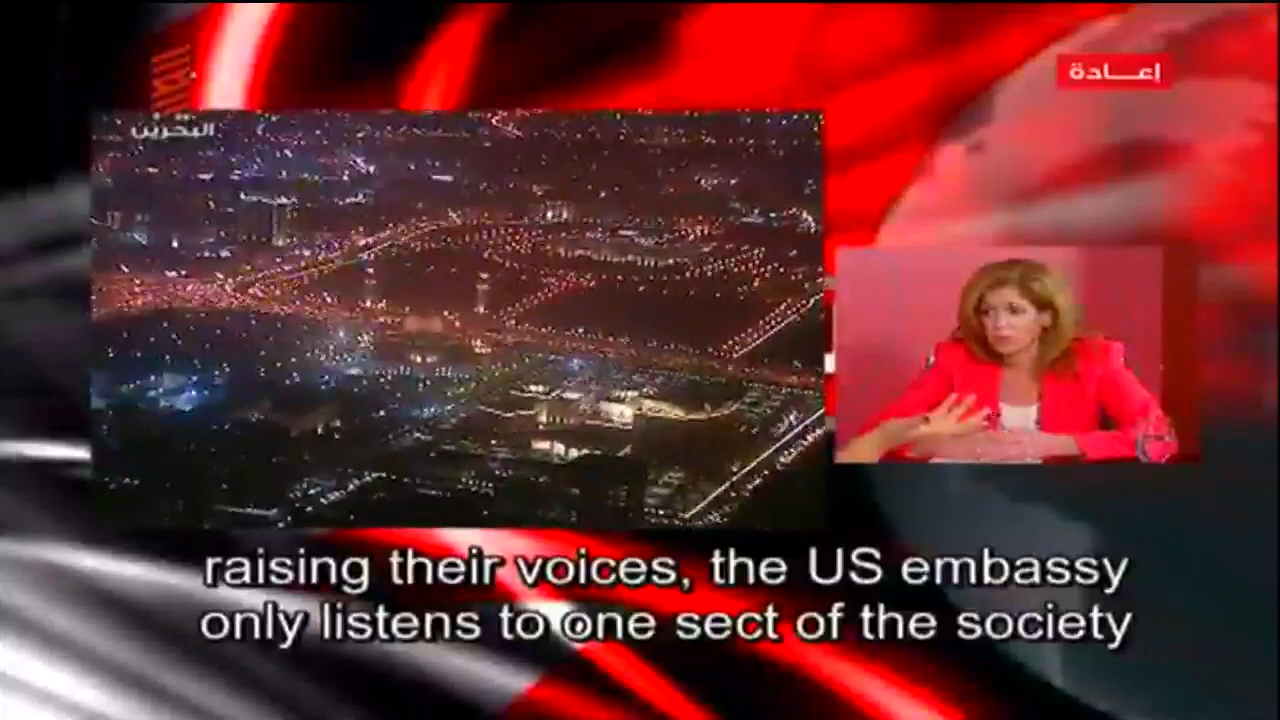 إعادة
البحرين
raising their voices, the US embassy
only listens to one sect of the society